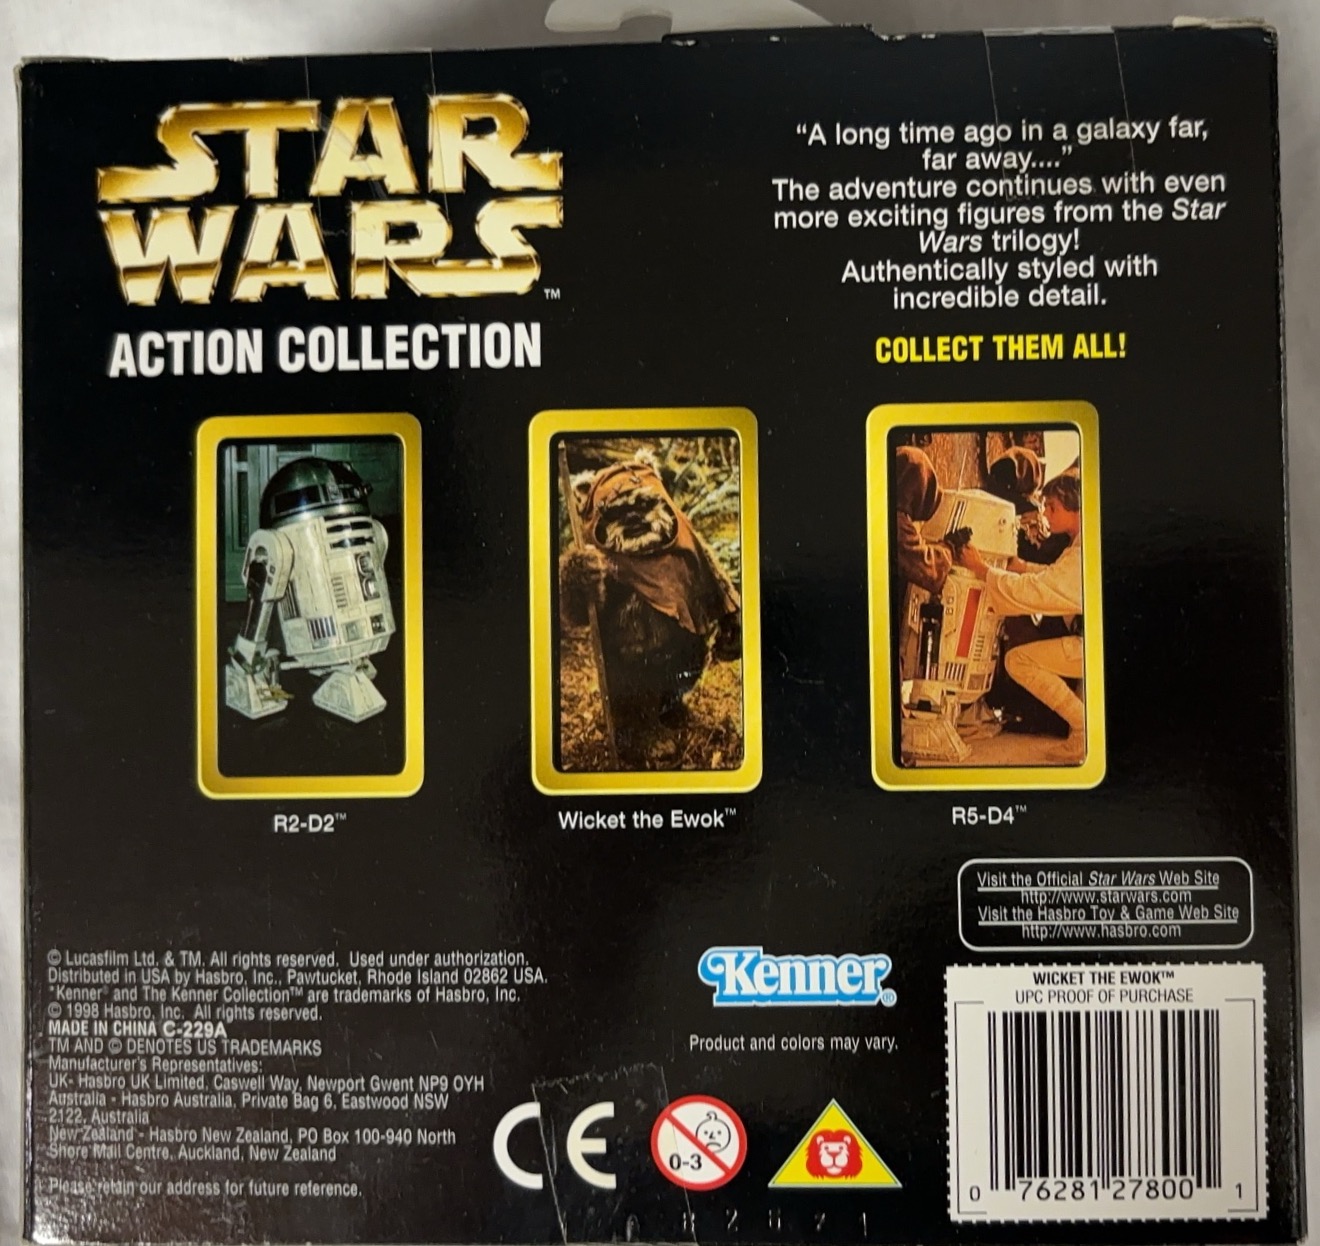 STAR
WARS™
ACTION COLLECTION
“A long time ago in a galaxy far,
far away....”
The adventure continues with even
more exciting figures from the Star
Wars trilogy!
Authentically styled with
incredible detail.
COLLECT THEM ALL!
R2-D2™
Wicket the Ewok™
R5-D4™
Visit the Official Star Wars Web Site
http://www.starwars.com
Visit the Hasbro Toy & Game Web Site
http://www.hasbro.com
© Lucasfilm Ltd. & TM. All rights reserved. Used under authorization.
Distributed in USA by Hasbro, Inc., Pawtucket, Rhode Island 02862 USA.
"Kenner® and The Kenner Collection™ are trademarks of Hasbro, Inc.
© 1998 Hasbro, Inc. All rights reserved.
MADE IN CHINA C-229A
TM AND © DENOTES US TRADEMARKS
Manufacturer's Representatives:
UK- Hasbro UK Limited, Caswell Way, Newport Gwent NP9 OYH
Australia - Hasbro Australia, Private Bag 6, Eastwood NSW
2122, Australia
New Zealand - Hasbro New Zealand, PO Box 100-940 North
Shore Mail Centre, Auckland, New Zealand
Please retain our address for future reference.
Kenner®
Product and colors may vary.
CE
0-3
WICKET THE EWOK™
UPC PROOF OF PURCHASE
0 76281 27800 1